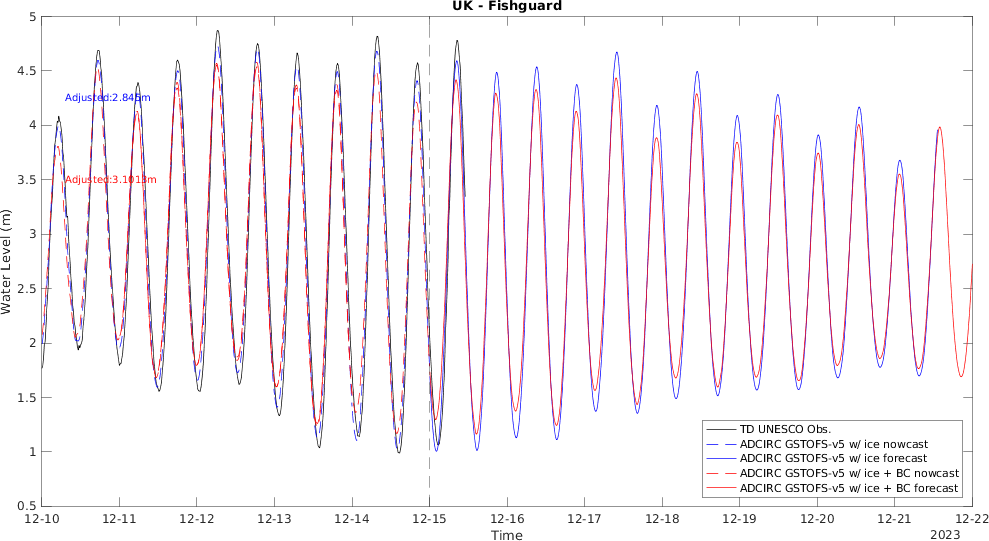 UK - Fishguard
5
4.5
4
3.5
3
2.5
2
1.5
1
0.5
Water Level (m)
Adjusted:2.845m
Adjusted:3.1013m
TD UNESCO Obs.
ADCIRC GSTOFS-v5 w/ ice nowcast
ADCIRC GSTOFS-v5 w/ ice forecast
ADCIRC GSTOFS-v5 w/ ice + BC nowcast
ADCIRC GSTOFS-v5 w/ ice + BC forecast
12-10 12-11 12-12 12-13 12-14 12-15 12-16 12-17 12-18 12-19 12-20 12-21 12-22
Time
2023